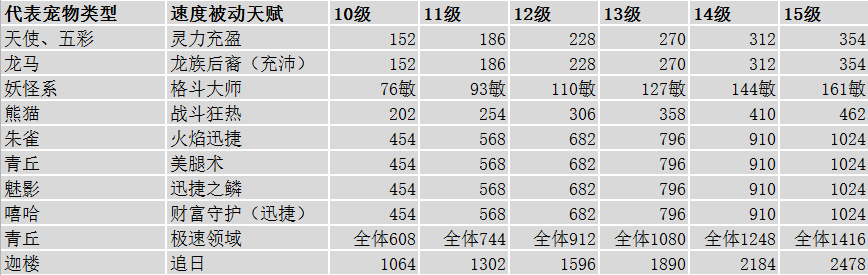 代表宠物类型 速度被动天赋 10级 11级 12级 13级 14级 15级
天使、五彩 灵力充盈 152 186 228 270 312 354
龙马 龙族后裔（充沛） 152 186 228 270 312 354
妖怪系 格斗大师 76敏 93敏 110敏 127敏 144敏 161敏
熊猫 战斗狂热 202 254 306 358 410 462
朱雀 火焰迅捷 454 568 682 796 910 1024
青丘 美腿术 454 568 682 796 910 1024
魅影 迅捷之鳞 454 568 682 796 910 1024
嘻哈 财富守护（迅捷） 454 568 682 796 910 1024
青丘 极速领域 全体608 全体744 全体912 全体1080 全体1248 全体1416
迦楼 追日 1064 1302 1596 1890 2184 2478